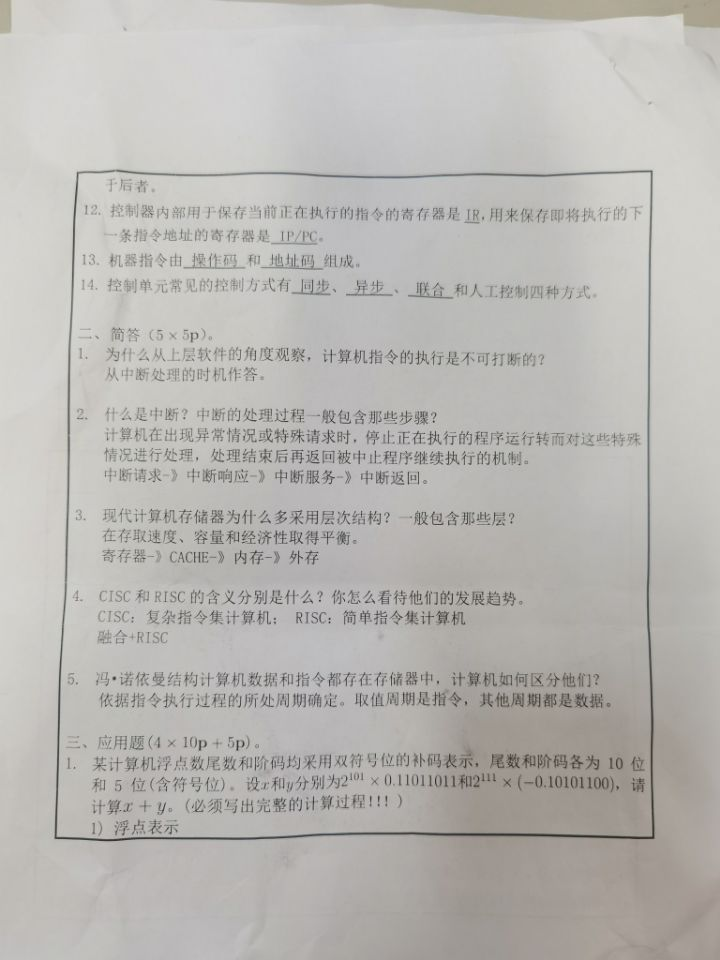 于后者。
12. 控制器内部用于保存当前正在执行的指令的寄存器是 IR,用来保存即将执行的下
一条指令地址的寄存器是 IP/PC。
13. 机器指令由 操作码 和 地址码 组成。
14. 控制单元常见的控制方式有 同步、 异步 、 联合 和人工控制四种方式。
二、简答（5 × 5p）。
1. 为什么从上层软件的角度观察，计算机指令的执行是不可打断的？
从中断处理的时机作答。
2. 什么是中断？中断的处理过程一般包含那些步骤？
计算机在出现异常情况或特殊请求时，停止正在执行的程序运行转而对这些特殊
情况进行处理，处理结束后再返回被中止程序继续执行的机制。
中断请求-》中断响应-》中断服务-》中断返回。
3. 现代计算机存储器为什么多采用层次结构？一般包含那些层？
在存取速度、容量和经济性取得平衡。
寄存器-》CACHE-》内存-》外存
4. CISC 和 RISC 的含义分别是什么？你怎么看待他们的发展趋势。
CISC：复杂指令集计算机； RISC：简单指令集计算机
融合+RISC
5. 冯•诺依曼结构计算机数据和指令都存在存储器中，计算机如何区分他们？
依据指令执行过程的所处周期确定。取值周期是指令，其他周期都是数据。
三、应用题(4 × 10p + 5p)。
1. 某计算机浮点数尾数和阶码均采用双符号位的补码表示，尾数和阶码各为 10 位
和 5 位(含符号位)。设x和y分别为2¹⁰¹ × 0.11011011和2¹¹¹ × (−0.10101100)，请
计算x + y。(必须写出完整的计算过程!!! )
1) 浮点表示